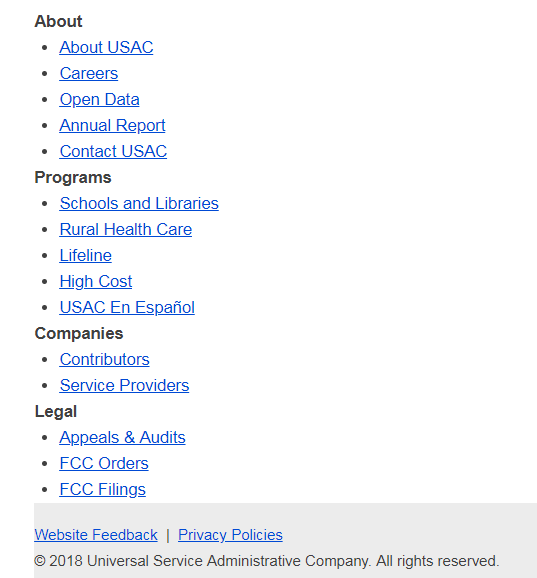 About
• About USAC
• Careers
• Open Data
• Annual Report
• Contact USAC
Programs
• Schools and Libraries
• Rural Health Care
• Lifeline
• High Cost
• USAC En Español
Companies
• Contributors
• Service Providers
Legal
• Appeals & Audits
• FCC Orders
• FCC Filings
Website Feedback | Privacy Policies
© 2018 Universal Service Administrative Company. All rights reserved.